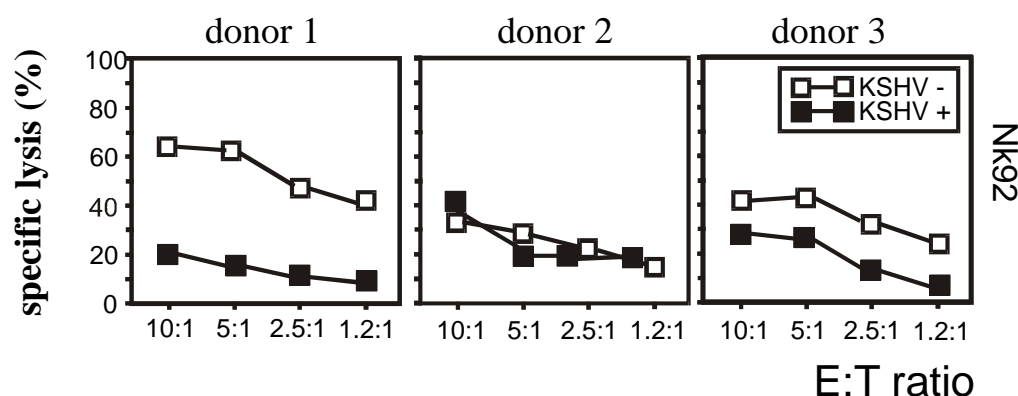 donor 1 donor 2 donor 3
specific lysis (%)
100
80
60
40
20
0
KSHV -
KSHV +
Nk92
10:1 5:1 2.5:1 1.2:1 10:1 5:1 2.5:1 1.2:1 10:1 5:1 2.5:1 1.2:1
E:T ratio